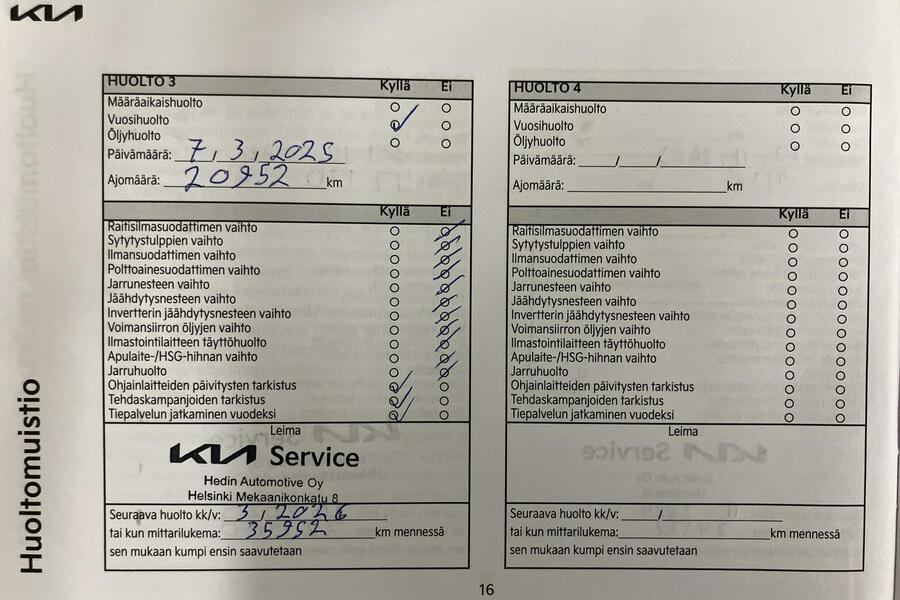 KIA
HUOLTO 3 Kyllä Ei
Määräaikaishuolto
Vuosihuolto
Öljyhuolto
Päivämäärä: 7 / 3 / 2025
Ajomäärä: 20952 km
Kyllä Ei
Raitisilmasuodattimen vaihto
Sytytystulppien vaihto
Ilmansuodattimen vaihto
Polttoainesuodattimen vaihto
Jarrunesteen vaihto
Jäähdytysnesteen vaihto
Invertterin jäähdytysnesteen vaihto
Voimansiirron öljyjen vaihto
Ilmastointilaitteen täyttöhuolto
Apulaite-/HSG-hihnan vaihto
Jarruhuolto
Ohjainlaitteiden päivitysten tarkistus
Tehdaskampanjoiden tarkistus
Tiepalvelun jatkaminen vuodeksi
Leima
KIA Service
Hedin Automotive Oy
Helsinki Mekaanikonkatu 8
Seuraava huolto kk/v: 3 / 2026
tai kun mittarilukema: 35952 km mennessä
sen mukaan kumpi ensin saavutetaan
HUOLTO 4 Kyllä Ei
Määräaikaishuolto
Vuosihuolto
Öljyhuolto
Päivämäärä: / /
Ajomäärä: km
Kyllä Ei
Raitisilmasuodattimen vaihto
Sytytystulppien vaihto
Ilmansuodattimen vaihto
Polttoainesuodattimen vaihto
Jarrunesteen vaihto
Jäähdytysnesteen vaihto
Invertterin jäähdytysnesteen vaihto
Voimansiirron öljyjen vaihto
Ilmastointilaitteen täyttöhuolto
Apulaite-/HSG-hihnan vaihto
Jarruhuolto
Ohjainlaitteiden päivitysten tarkistus
Tehdaskampanjoiden tarkistus
Tiepalvelun jatkaminen vuodeksi
Leima
Seuraava huolto kk/v: /
tai kun mittarilukema: km mennessä
sen mukaan kumpi ensin saavutetaan
Huoltomuistio
16